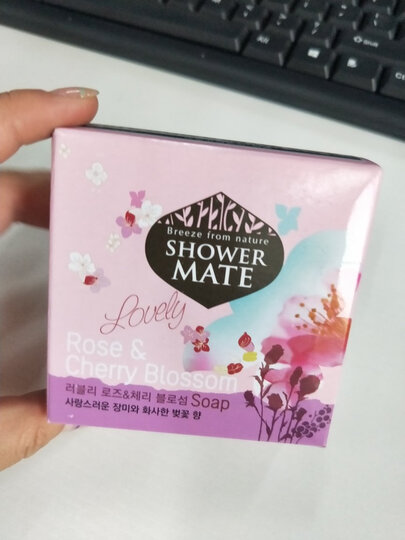 Breeze from nature
SHOWER
MATE
Lovely
Rose &
Cherry Blossom
러블리 로즈&체리 블로섬 Soap
사랑스러운 장미와 화사한 벚꽃 향